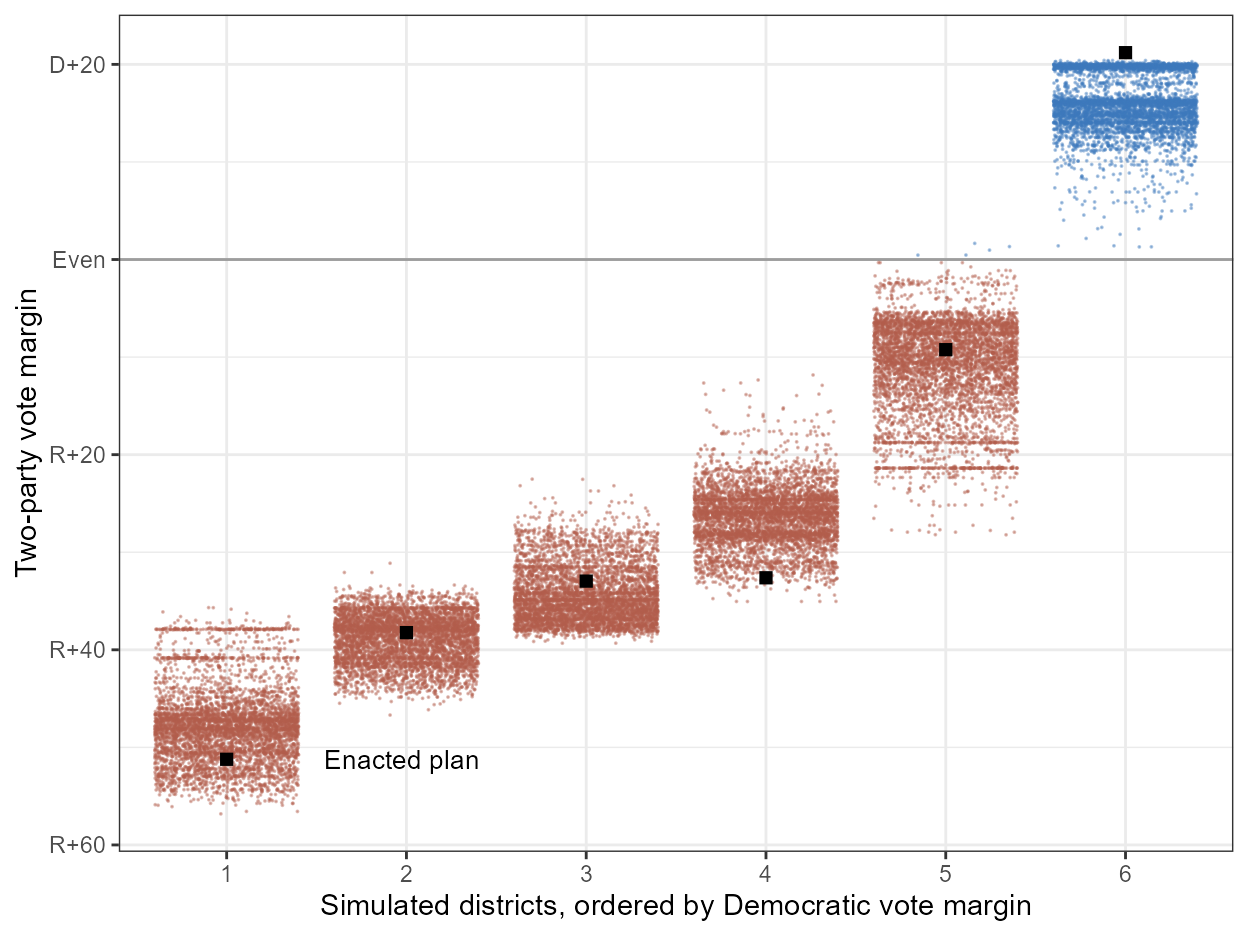 D+20
Even
R+20
R+40
R+60
Two-party vote margin
Enacted plan
1 2 3 4 5 6
Simulated districts, ordered by Democratic vote margin